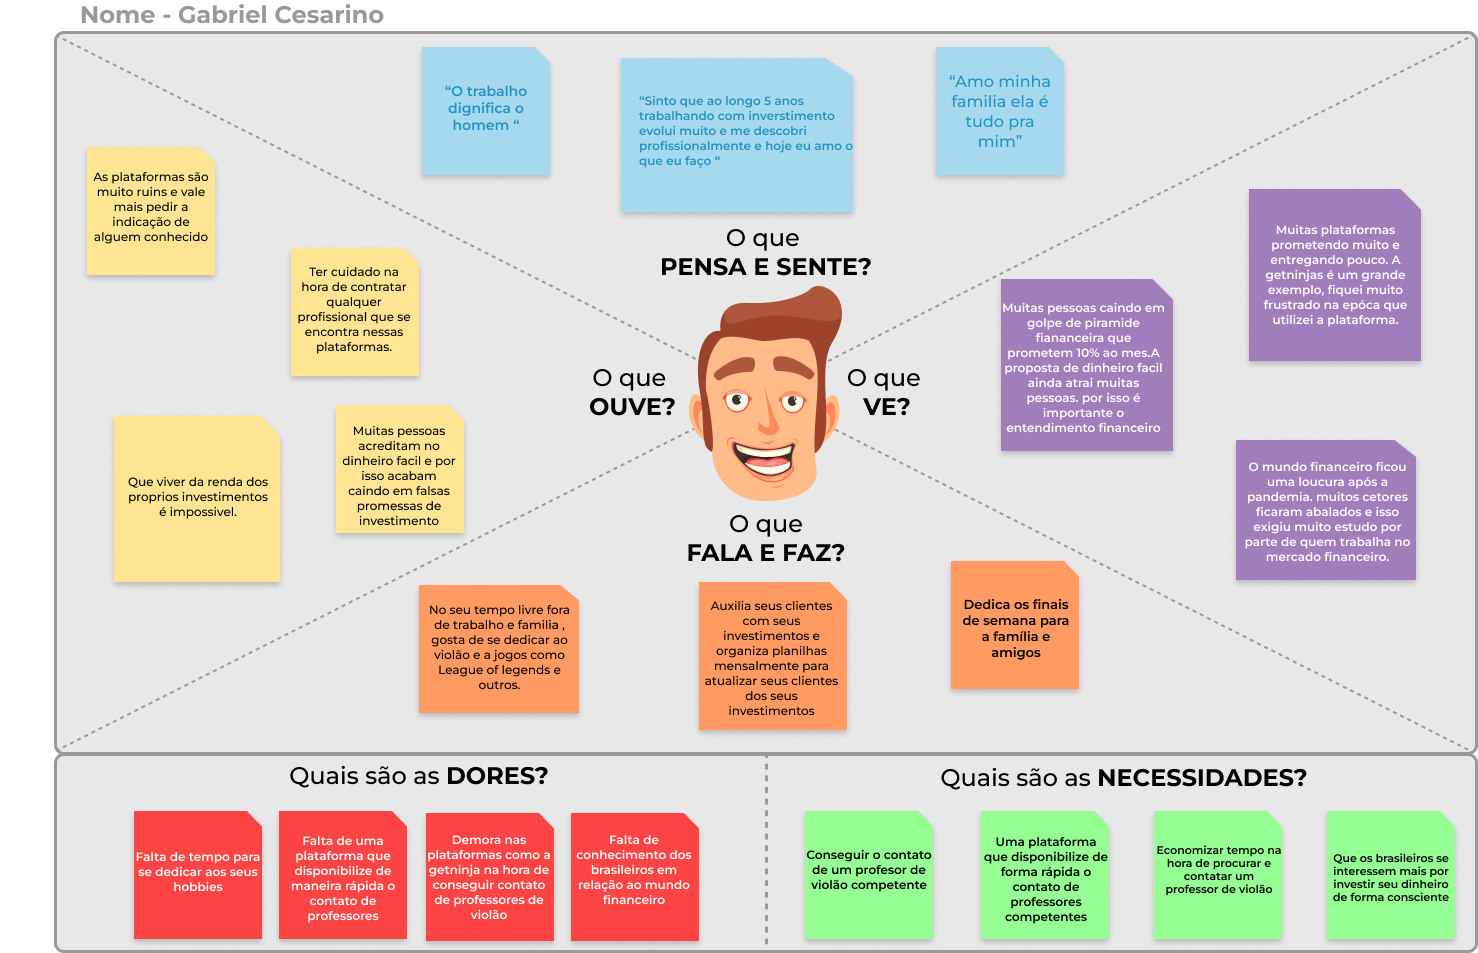 Nome - Gabriel Cesarino
“O trabalho
dignifica o
homem “
“Sinto que ao longo 5 anos
trabalhando com inverstimento
evolui muito e me descobri
profissionalmente e hoje eu amo o
que eu faço “
“Amo minha
familia ela é
tudo pra
mim”
O que
PENSA E SENTE?
As plataformas são
muito ruins e vale
mais pedir a
indicação de
alguem conhecido
Ter cuidado na
hora de contratar
qualquer
profissional que se
encontra nessas
plataformas.
Que viver da renda dos
proprios investimentos
é impossivel.
Muitas pessoas
acreditam no
dinheiro facil e por
isso acabam
caindo em falsas
promessas de
investimento
O que
OUVE?
O que
VE?
Muitas pessoas caindo em
golpe de piramide
fiananceira que
prometem 10% ao mes.A
proposta de dinheiro facil
ainda atrai muitas
pessoas. por isso é
importante o
entendimento financeiro
Muitas plataformas
prometendo muito e
entregando pouco. A
getninjas é um grande
exemplo, fiquei muito
frustrado na epóca que
utilizei a plataforma.
O mundo financeiro ficou
uma loucura após a
pandemia. muitos cetores
ficaram abalados e isso
exigiu muito estudo por
parte de quem trabalha no
mercado financeiro.
O que
FALA E FAZ?
No seu tempo livre fora
de trabalho e familia ,
gosta de se dedicar ao
violão e a jogos como
League of legends e
outros.
Auxilia seus clientes
com seus
investimentos e
organiza planilhas
mensalmente para
atualizar seus clientes
dos seus
investimentos
Dedica os finais
de semana para
a família e
amigos
Quais são as DORES?
Falta de tempo para
se dedicar aos seus
hobbies
Falta de uma
plataforma que
disponibilize de
maneira rápida o
contato de
professores
Demora nas
plataformas como a
getninja na hora de
conseguir contato
de professores de
violão
Falta de
conhecimento dos
brasileiros em
relação ao mundo
financeiro
Quais são as NECESSIDADES?
Conseguir o contato
de um profesor de
violão competente
Uma plataforma
que disponibilize de
forma rápida o
contato de
professores
competentes
Economizar tempo na
hora de procurar e
contatar um
professor de violão
Que os brasileiros se
interessem mais por
investir seu dinheiro
de forma consciente